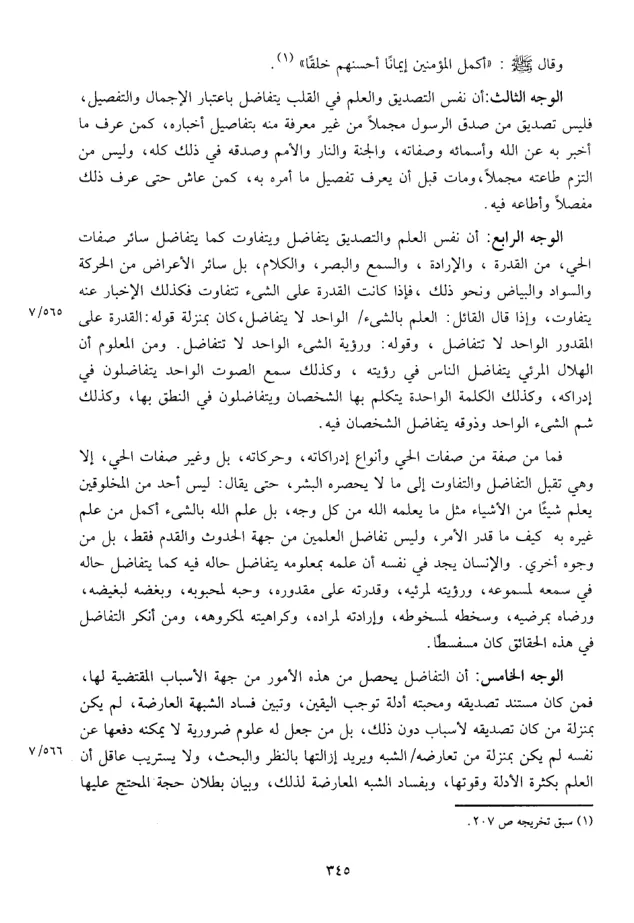 وقال ﷺ : «أكمل المؤمنين إيمانًا أحسنهم خلقًا» (١).
الوجه الثالث:أن نفس التصديق والعلم في القلب يتفاضل باعتبار الإجمال والتفصيل،
فليس تصديق من صدق الرسول مجملاً من غير معرفة منه بتفاصيل أخباره، كمن عرف ما
أخبر به عن الله وأسمائه وصفاته، والجنة والنار والأمم وصدقه في ذلك كله، وليس من
التزم طاعته مجملاً،ومات قبل أن يعرف تفصيل ما أمره به، كمن عاش حتى عرف ذلك
مفصلاً وأطاعه فيه.
الوجه الرابع: أن نفس العلم والتصديق يتفاضل ويتفاوت كما يتفاضل سائر صفات
الحي، من القدرة ، والإرادة ، والسمع والبصر، والكلام، بل سائر الأعراض من الحركة
والسواد والبياض ونحو ذلك ،فإذا كانت القدرة على الشىء تتفاوت فكذلك الإخبار عنه
يتفاوت، وإذا قال القائل: العلم بالشىء/ الواحد لا يتفاضل،كان بمنزلة قوله:القدرة على
٧/٥٦٥
المقدور الواحد لا تتفاضل ، وقوله: ورؤية الشىء الواحد لا تتفاضل. ومن المعلوم أن
الهلال المرئي يتفاضل الناس في رؤيته ، وكذلك سمع الصوت الواحد يتفاضلون في
إدراكه، وكذلك الكلمة الواحدة يتكلم بها الشخصان ويتفاضلون في النطق بها، وكذلك
شم الشىء الواحد وذوقه يتفاضل الشخصان فيه.
فما من صفة من صفات الحي وأنواع إدراكاته، وحركاته، بل وغير صفات الحي، إلا
وهي تقبل التفاضل والتفاوت إلى ما لا يحصره البشر، حتى يقال: ليس أحد من المخلوقين
يعلم شيئًا من الأشياء مثل ما يعلمه الله من كل وجه، بل علم الله بالشىء أكمل من علم
غيره به كيف ما قدر الأمر، وليس تفاضل العلمين من جهة الحدوث والقدم فقط، بل من
وجوه أخري. والإنسان يجد في نفسه أن علمه بمعلومه يتفاضل حاله فيه كما يتفاضل حاله
في سمعه لمسموعه، ورؤيته لمرئيه، وقدرته على مقدوره، وحبه لمحبوبه، وبغضه لبغيضه،
ورضاه بمرضيه، وسخطه لمسخوطه، وإرادته لمراده، وكراهيته لمكروهه، ومن أنكر التفاضل
في هذه الحقائق كان مسفسطًا.
الوجه الخامس: أن التفاضل يحصل من هذه الأمور من جهة الأسباب المقتضية لها،
فمن كان مستند تصديقه ومحبته أدلة توجب اليقين، وتبين فساد الشبهة العارضة، لم يكن
بمنزلة من كان تصديقه لأسباب دون ذلك، بل من جعل له علوم ضرورية لا يمكنه دفعها عن
نفسه لم يكن بمنزلة من تعارضه/الشبه ويريد إزالتها بالنظر والبحث، ولا يستريب عاقل أن
٧/٥٦٦
العلم بكثرة الأدلة وقوتها، وبفساد الشبه المعارضة لذلك، وبيان بطلان حجة المحتج عليها
(١) سبق تخريجه ص ٢٠٧.
٣٤٥